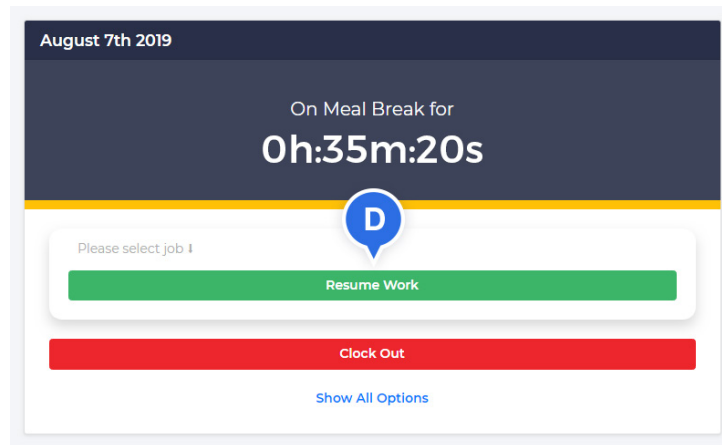 August 7th 2019
On Meal Break for
0h:35m:20s
D
Please select job ⬇
Resume Work
Clock Out
Show All Options